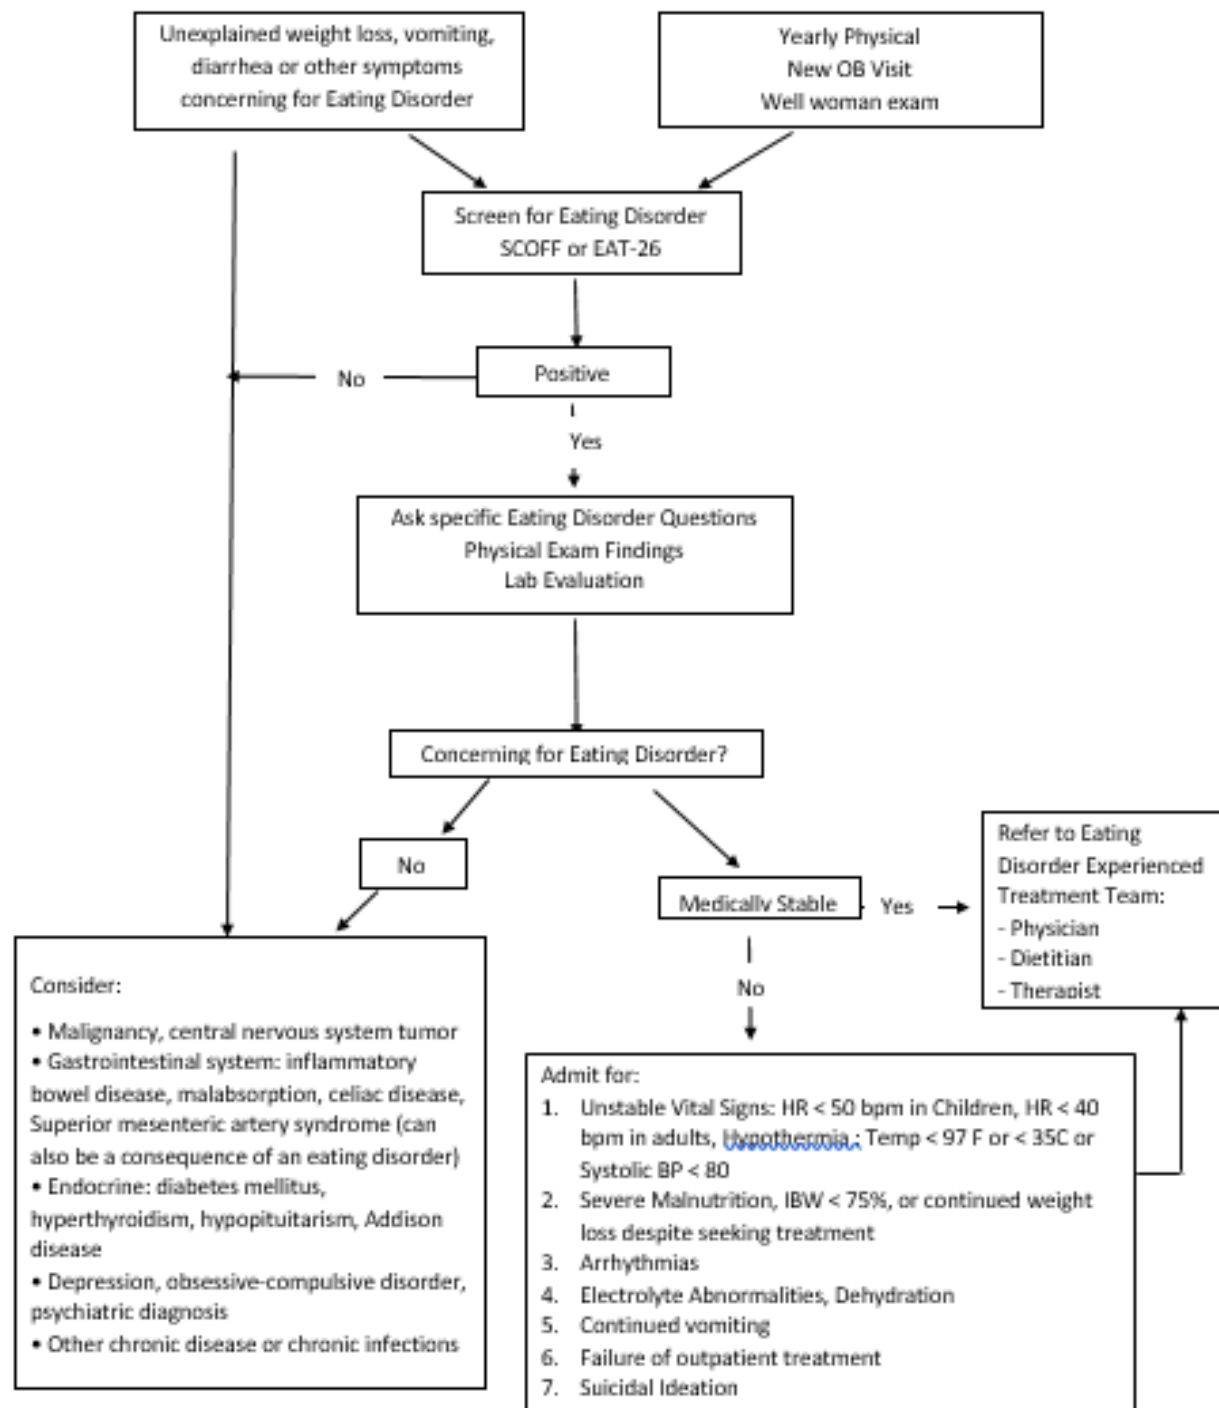 Unexplained weight loss, vomiting,
diarrhea or other symptoms
concerning for Eating Disorder
Yearly Physical
New OB Visit
Well woman exam
Screen for Eating Disorder
SCOFF or EAT-26
Positive
No
Yes
Ask specific Eating Disorder Questions
Physical Exam Findings
Lab Evaluation
Concerning for Eating Disorder?
No
Medically Stable
Yes
No
Refer to Eating
Disorder Experienced
Treatment Team:
- Physician
- Dietitian
- Therapist
Consider:
• Malignancy, central nervous system tumor
• Gastrointestinal system: inflammatory
bowel disease, malabsorption, celiac disease,
Superior mesenteric artery syndrome (can
also be a consequence of an eating disorder)
• Endocrine: diabetes mellitus,
hyperthyroidism, hypopituitarism, Addison
disease
• Depression, obsessive-compulsive disorder,
psychiatric diagnosis
• Other chronic disease or chronic infections
Admit for:
1. Unstable Vital Signs: HR < 50 bpm in Children, HR < 40
bpm in adults, Hypothermia : Temp < 97 F or < 35C or
Systolic BP < 80
2. Severe Malnutrition, IBW < 75%, or continued weight
loss despite seeking treatment
3. Arrhythmias
4. Electrolyte Abnormalities, Dehydration
5. Continued vomiting
6. Failure of outpatient treatment
7. Suicidal Ideation